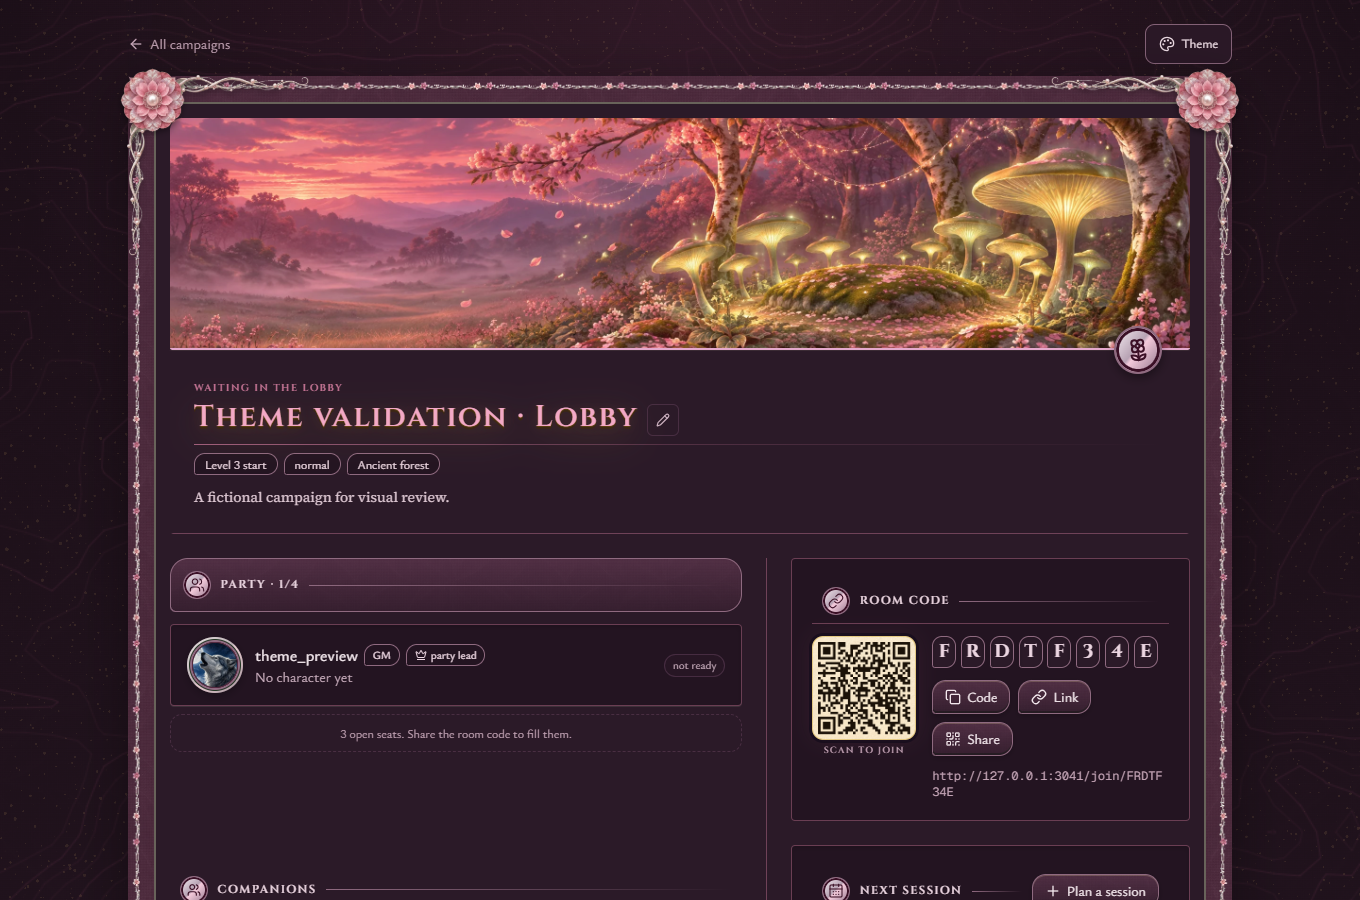 All campaigns
Theme
WAITING IN THE LOBBY
Theme validation · Lobby
Level 3 start
normal
Ancient forest
A fictional campaign for visual review.
PARTY · 1/4
theme_preview
GM
party lead
No character yet
not ready
3 open seats. Share the room code to fill them.
COMPANIONS
ROOM CODE
F R D T F 3 4 E
Code
Link
Share
SCAN TO JOIN
http://127.0.0.1:3041/join/FRDTF
34E
NEXT SESSION
Plan a session